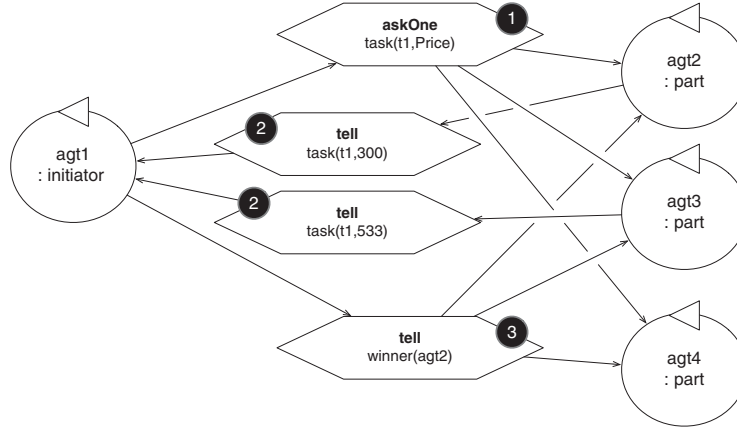 1
askOne
task(t1,Price)
agt2
: part
2
tell
task(t1,300)
agt1
: initiator
2
tell
task(t1,533)
agt3
: part
3
tell
winner(agt2)
agt4
: part